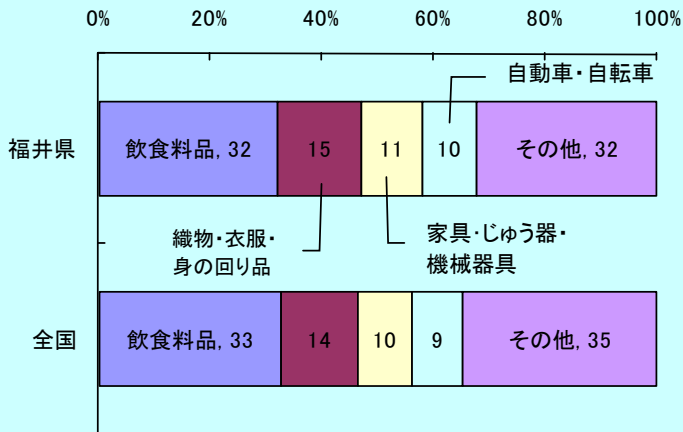 0% 20% 40% 60% 80% 100%
自動車・自転車
福井県 飲食料品, 32 15 11 10 その他, 32
織物・衣服・
身の回り品
家具・じゅう器・
機械器具
全国 飲食料品, 33 14 10 9 その他, 35